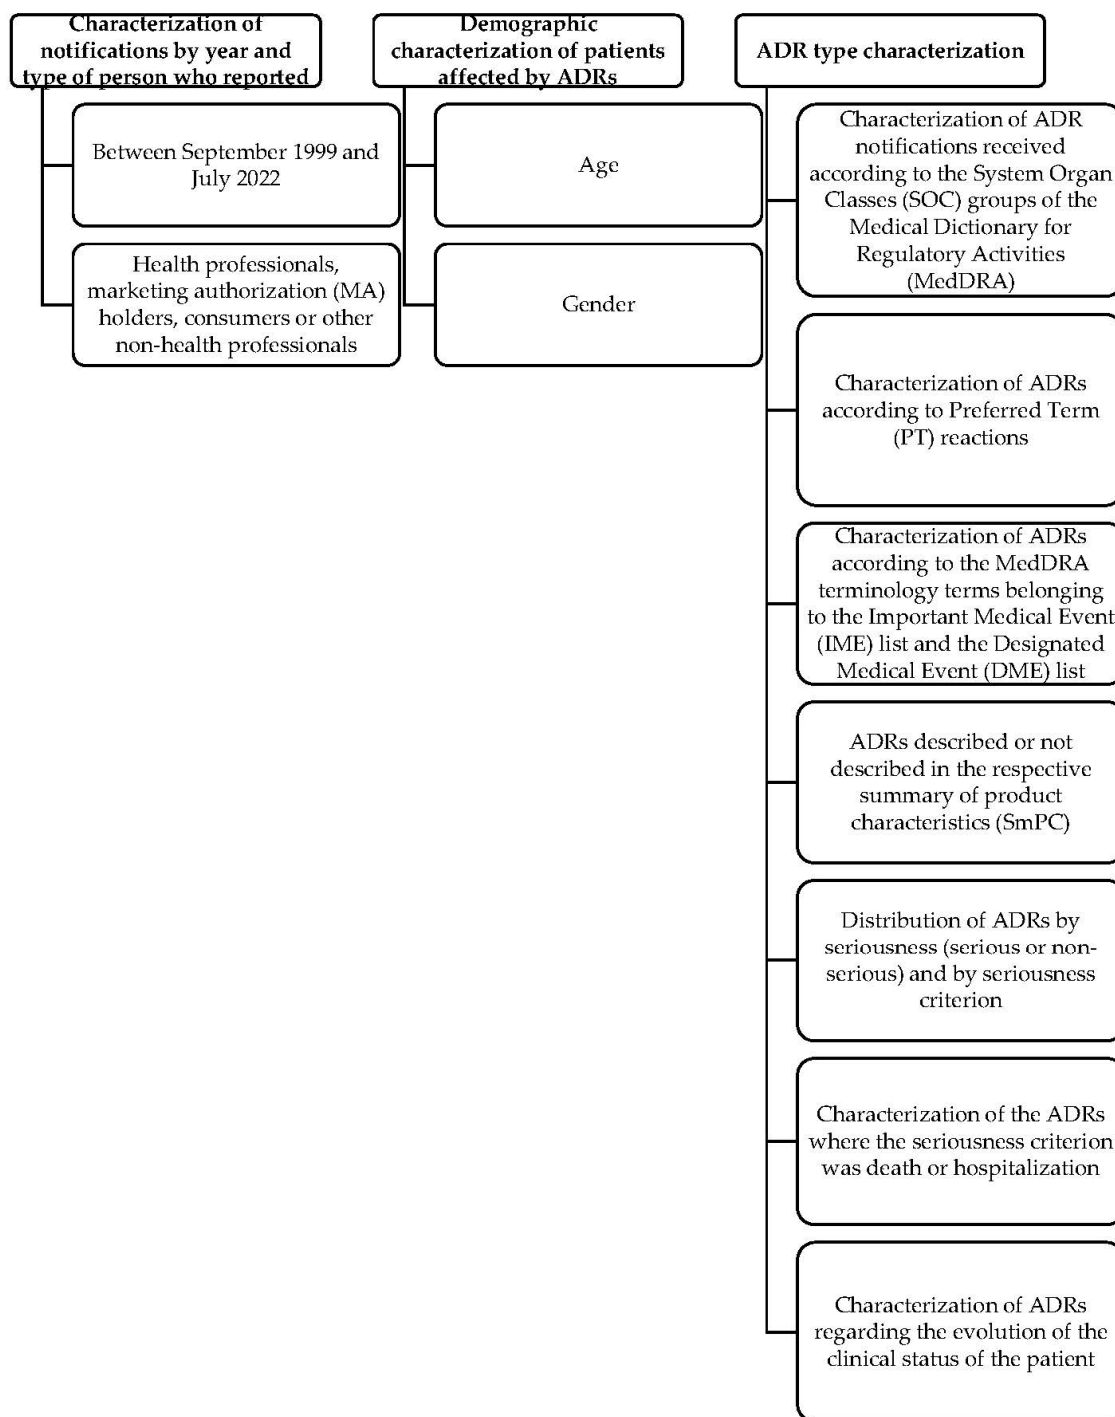 Characterization of
notifications by year and
type of person who reported
Between September 1999 and
July 2022
Health professionals,
marketing authorization (MA)
holders, consumers or other
non-health professionals
Demographic
characterization of patients
affected by ADRs
Age
Gender
ADR type characterization
Characterization of ADR
notifications received
according to the System Organ
Classes (SOC) groups of the
Medical Dictionary for
Regulatory Activities
(MedDRA)
Characterization of ADRs
according to Preferred Term
(PT) reactions
Characterization of ADRs
according to the MedDRA
terminology terms belonging
to the Important Medical Event
(IME) list and the Designated
Medical Event (DME) list
ADRs described or not
described in the respective
summary of product
characteristics (SmPC)
Distribution of ADRs by
seriousness (serious or non-
serious) and by seriousness
criterion
Characterization of the ADRs
where the seriousness criterion
was death or hospitalization
Characterization of ADRs
regarding the evolution of the
clinical status of the patient